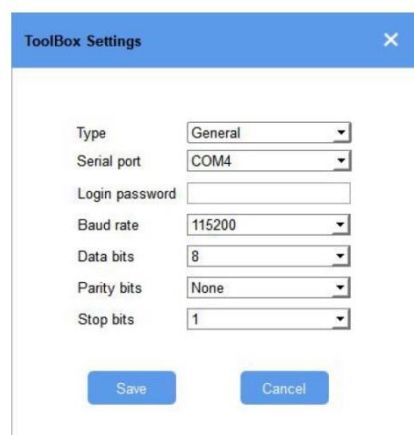 ToolBox Settings
Type General
Serial port COM4
Login password
Baud rate 115200
Data bits 8
Parity bits None
Stop bits 1
Save Cancel